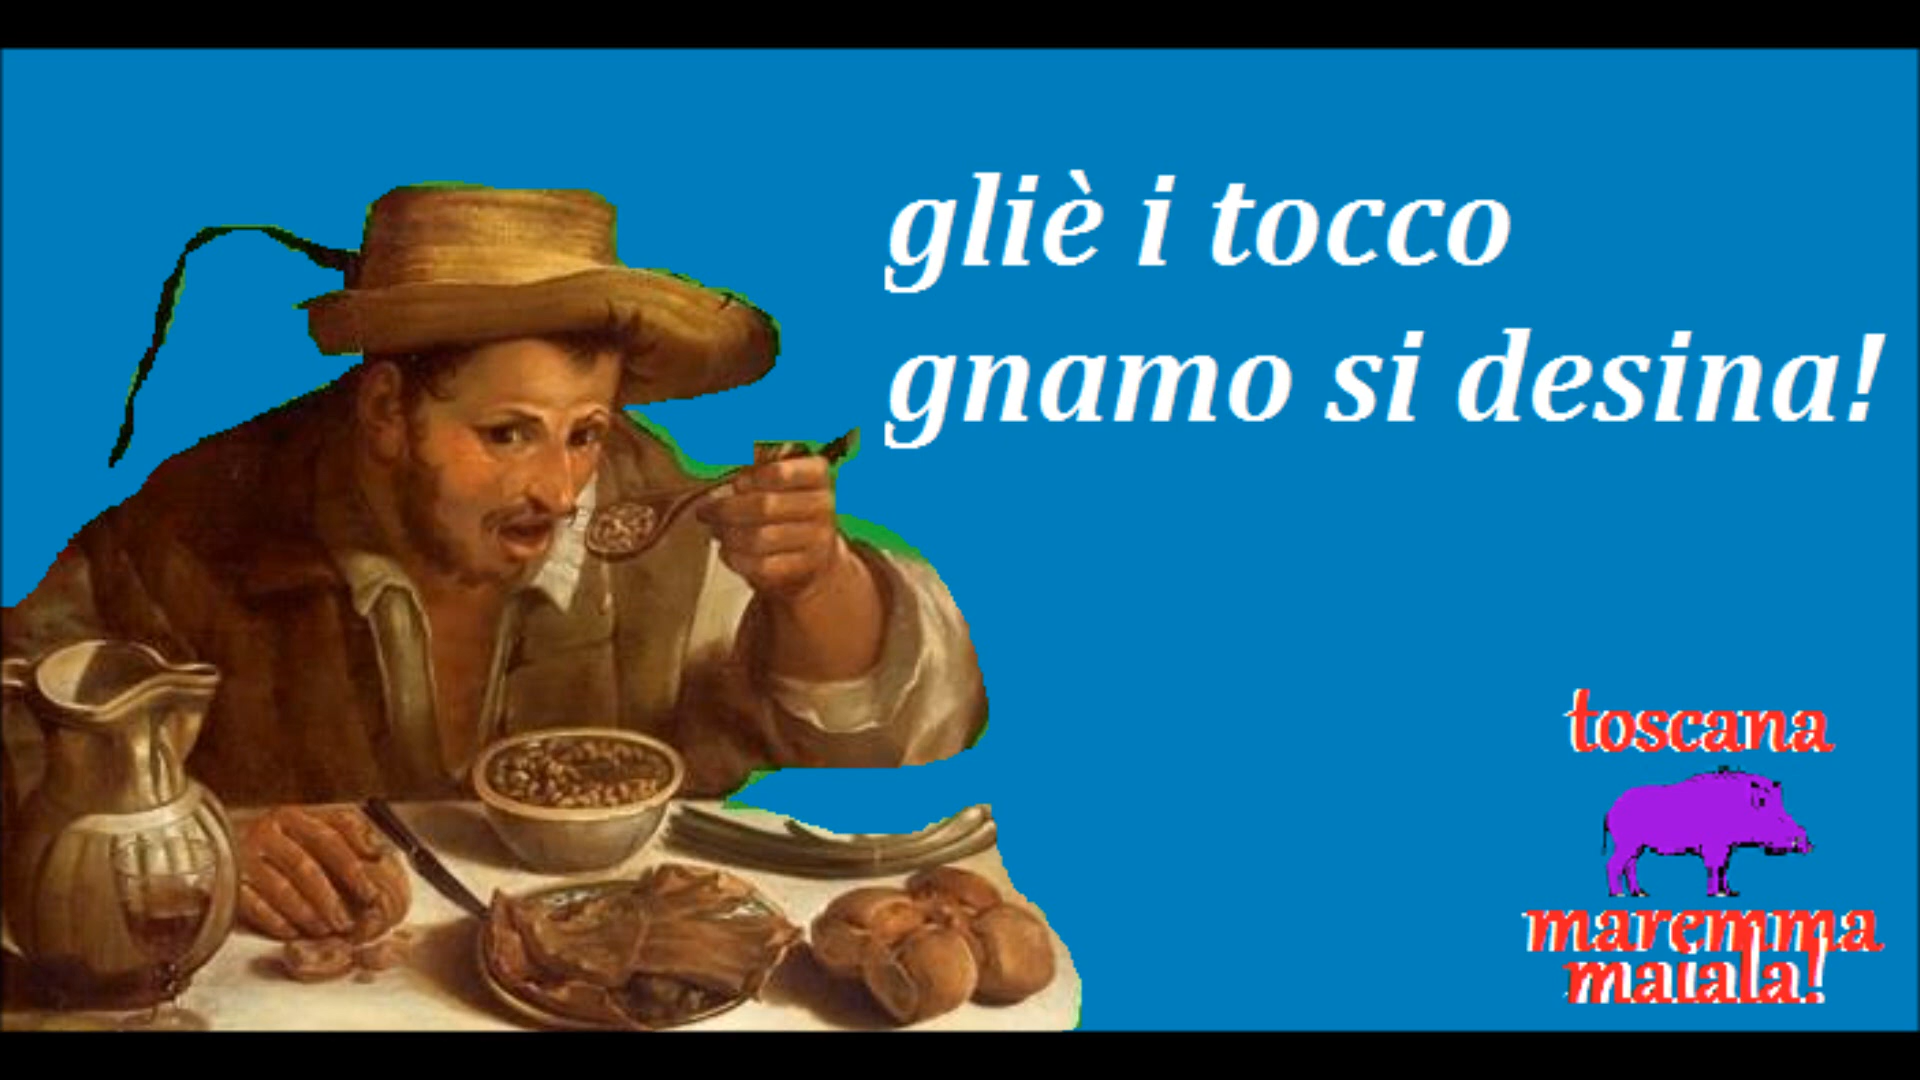 gliè i tocco
gnamo si desina!
toscana
maremma
maiala!